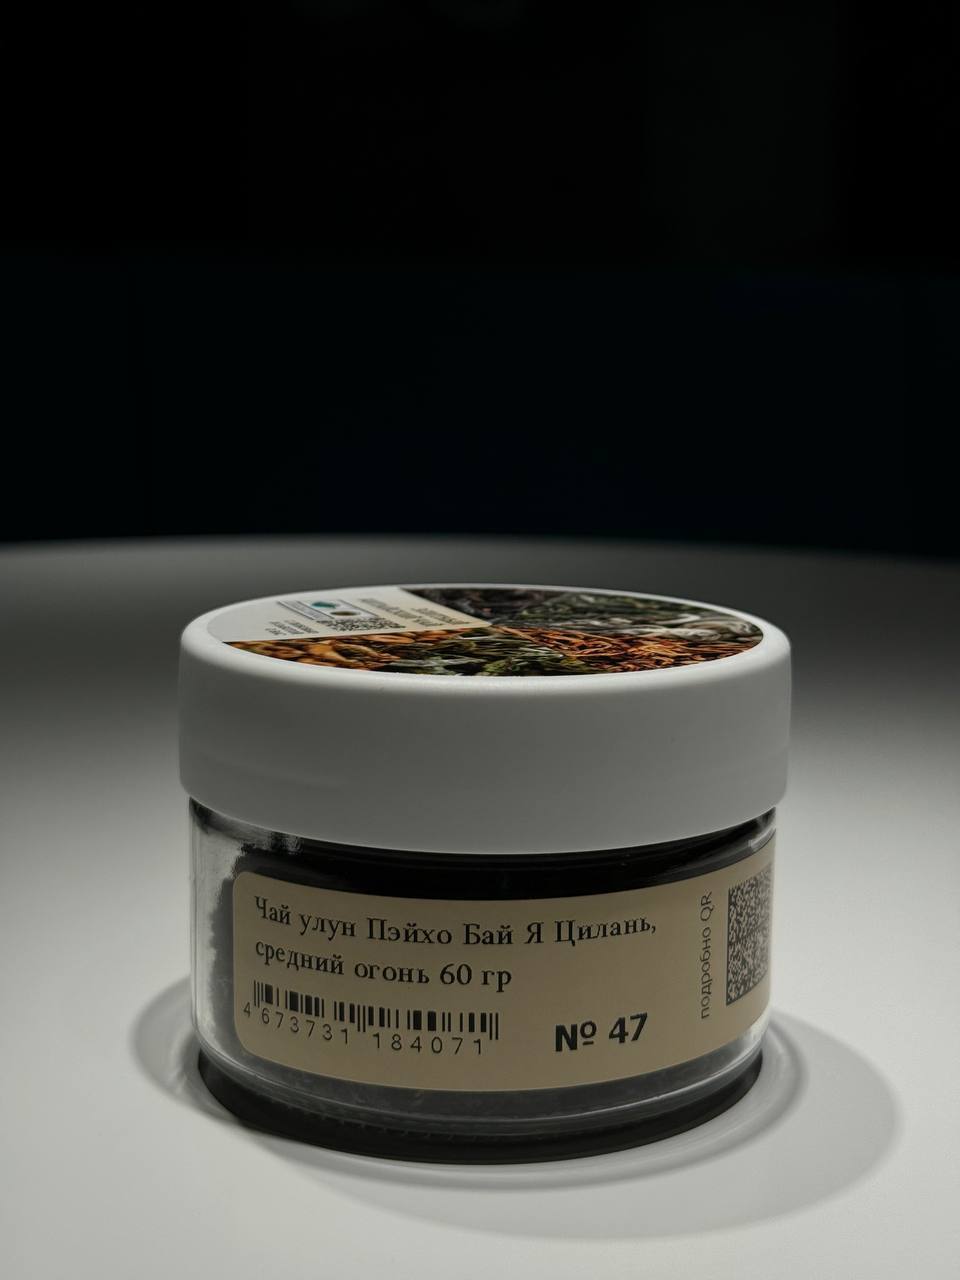 Чай улун Пэйхо Бай Я Цилань,
средний огонь 60 гр
4 673731 184071
№ 47
подробно QR